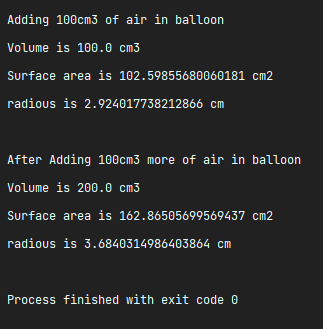 Adding 100cm3 of air in balloon
Volume is 100.0 cm3
Surface area is 102.59855680060181 cm2
radious is 2.924017738212866 cm
After Adding 100cm3 more of air in balloon
Volume is 200.0 cm3
Surface area is 162.86505699569437 cm2
radious is 3.6840314986403864 cm
Process finished with exit code 0